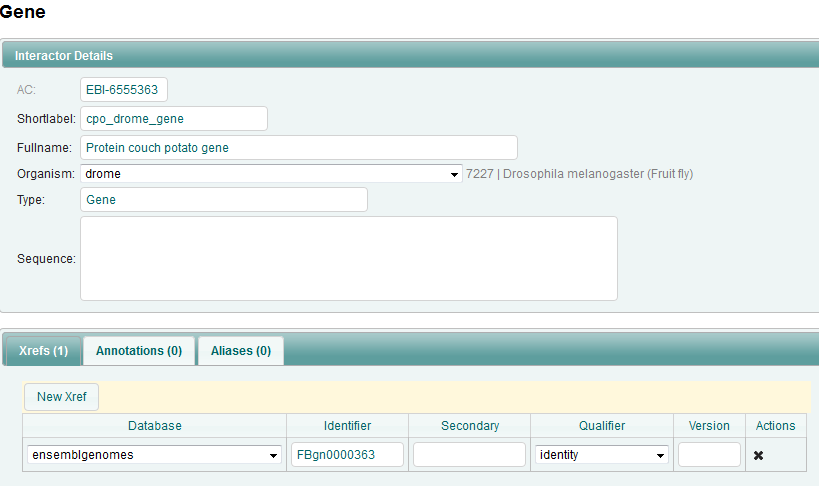 Gene
Interactor Details
AC: EBI-6555363
Shortlabel: cpo_drome_gene
Fullname: Protein couch potato gene
Organism: drome 7227 | Drosophila melanogaster (Fruit fly)
Type: Gene
Sequence:
Xrefs (1) Annotations (0) Aliases (0)
New Xref
Database Identifier Secondary Qualifier Version Actions
ensemblgenomes FBgn0000363 identity